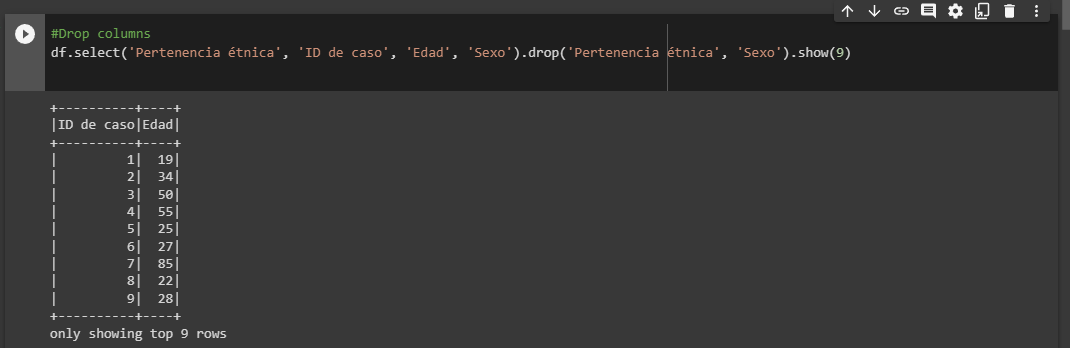 #Drop columns
df.select('Pertenencia étnica', 'ID de caso', 'Edad', 'Sexo').drop('Pertenencia étnica', 'Sexo').show(9)
+----------+----+
|ID de caso|Edad|
+----------+----+
|         1|  19|
|         2|  34|
|         3|  50|
|         4|  55|
|         5|  25|
|         6|  27|
|         7|  85|
|         8|  22|
|         9|  28|
+----------+----+
only showing top 9 rows